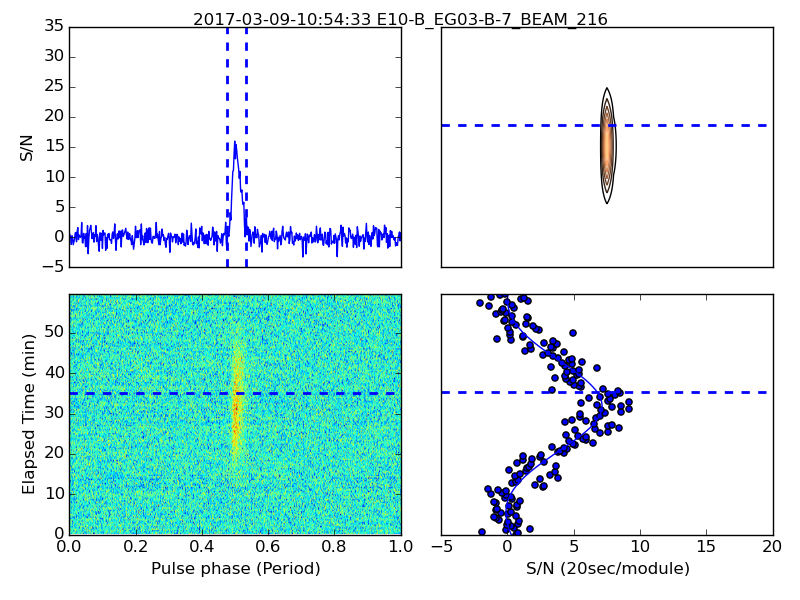 2017-03-09-10:54:33 E10-B_EG03-B-7_BEAM_216
35
30
25
20
15
10
5
0
−5
S/N
50
40
30
20
10
0
Elapsed Time (min)
0.0 0.2 0.4 0.6 0.8 1.0
Pulse phase (Period)
−5 0 5 10 15 20
S/N (20sec/module)